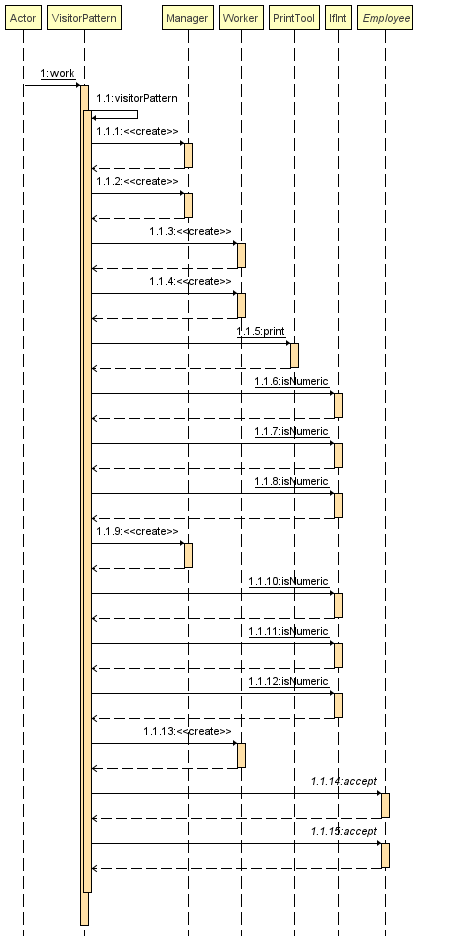 Actor VisitorPattern Manager Worker PrintTool IfInt Employee
1:work
1.1:visitorPattern
1.1.1:<<create>>
1.1.2:<<create>>
1.1.3:<<create>>
1.1.4:<<create>>
1.1.5:print
1.1.6:isNumeric
1.1.7:isNumeric
1.1.8:isNumeric
1.1.9:<<create>>
1.1.10:isNumeric
1.1.11:isNumeric
1.1.12:isNumeric
1.1.13:<<create>>
1.1.14:accept
1.1.15:accept